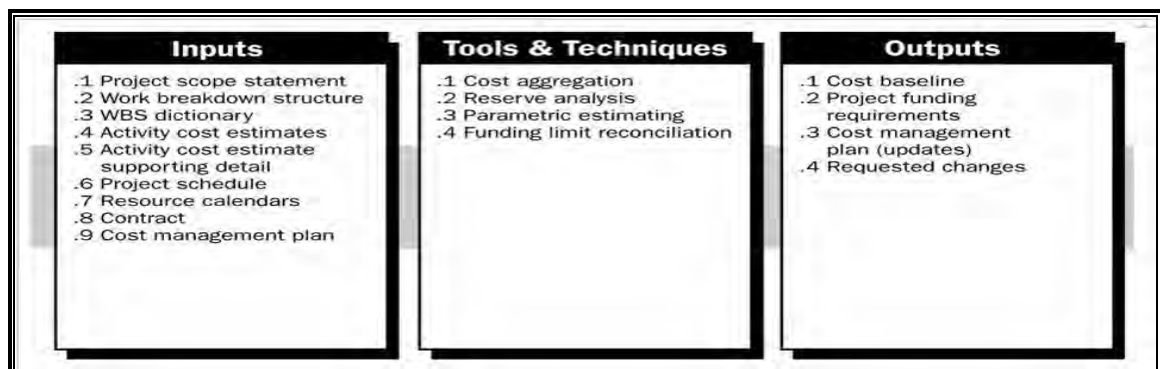 Inputs
.1 Project scope statement
.2 Work breakdown structure
.3 WBS dictionary
.4 Activity cost estimates
.5 Activity cost estimate
supporting detail
.6 Project schedule
.7 Resource calendars
.8 Contract
.9 Cost management plan
Tools & Techniques
.1 Cost aggregation
.2 Reserve analysis
.3 Parametric estimating
.4 Funding limit reconciliation
Outputs
.1 Cost baseline
.2 Project funding
requirements
.3 Cost management
plan (updates)
.4 Requested changes